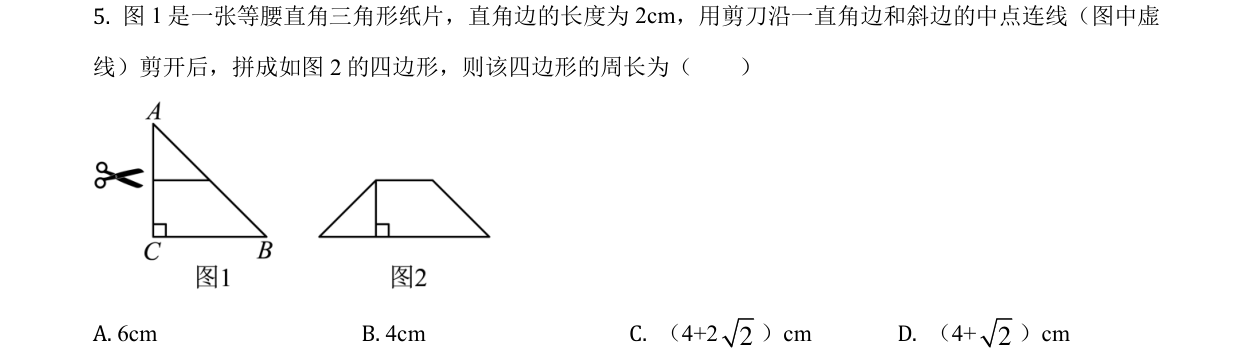 5. 图 1 是一张等腰直角三角形纸片，直角边的长度为 2cm，用剪刀沿一直角边和斜边的中点连线（图中虚
线）剪开后，拼成如图 2 的四边形，则该四边形的周长为（　　）
A
C
B
图1
图2
A. 6cm B. 4cm C. （4+2√2）cm D. （4+√2）cm